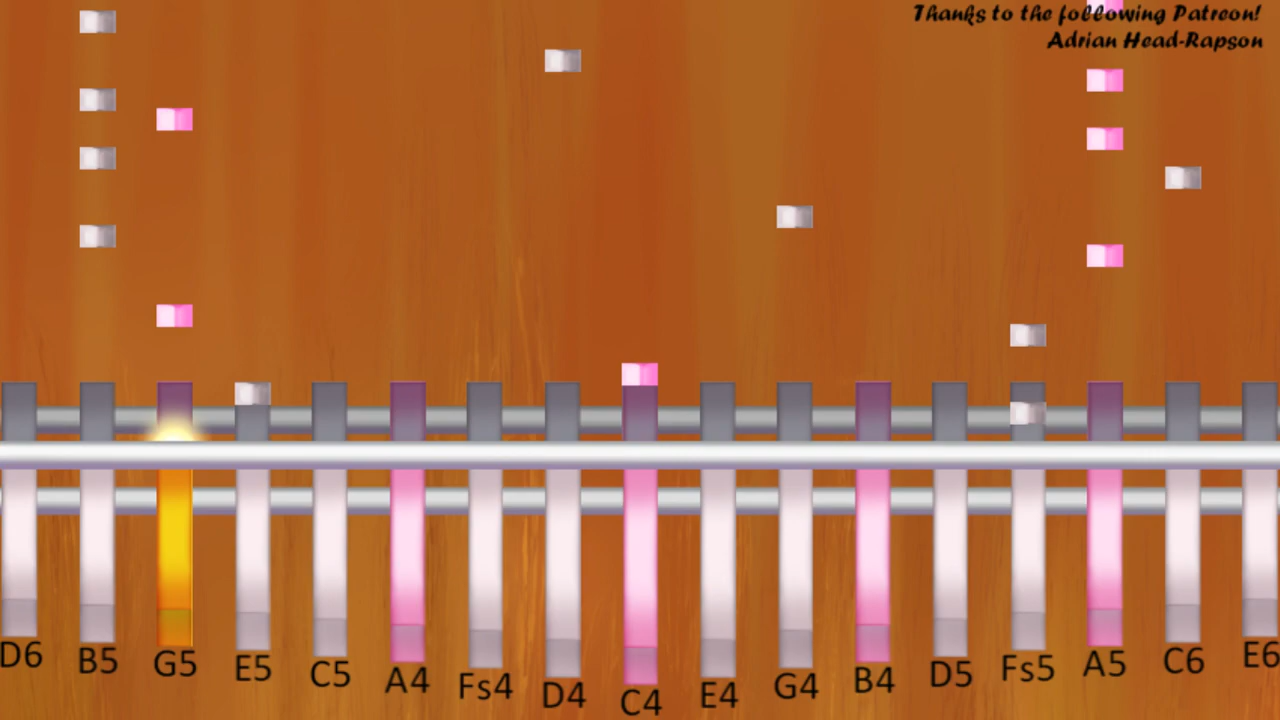 Thanks to the following Patreon!
Adrian Head-Rapson
D6 B5 G5 E5 C5 A4 Fs4 D4 C4 E4 G4 B4 D5 Fs5 A5 C6 E6